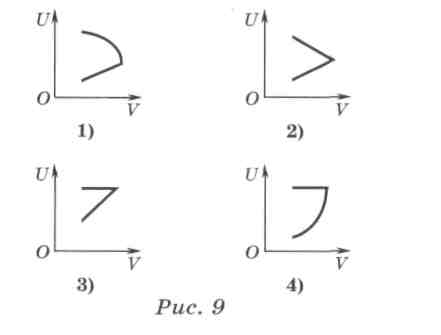 U U
O V O V
1) 2)
U U
O V O V
3) 4)
Рис. 9